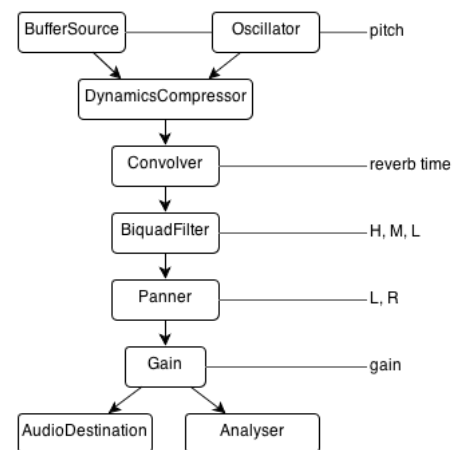 BufferSource
Oscillator
pitch
DynamicsCompressor
Convolver
reverb time
BiquadFilter
H, M, L
Panner
L, R
Gain
gain
AudioDestination
Analyser